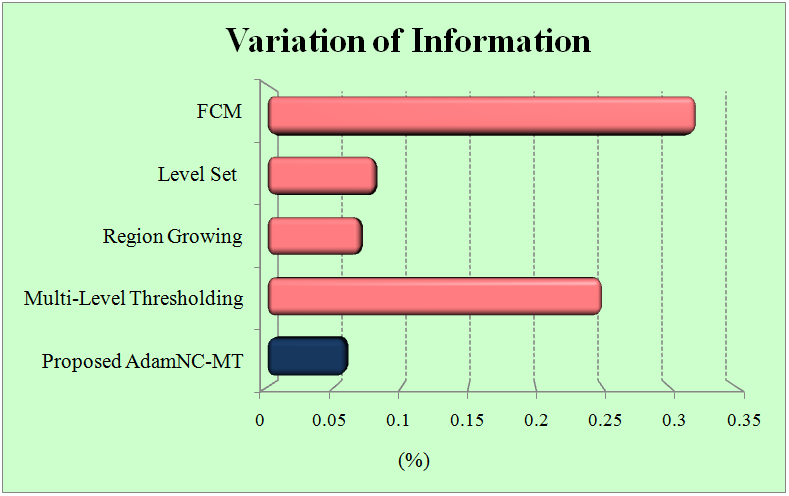 Variation of Information
FCM
Level Set
Region Growing
Multi-Level Thresholding
Proposed AdamNC-MT
0 0.05 0.1 0.15 0.2 0.25 0.3 0.35
(%)